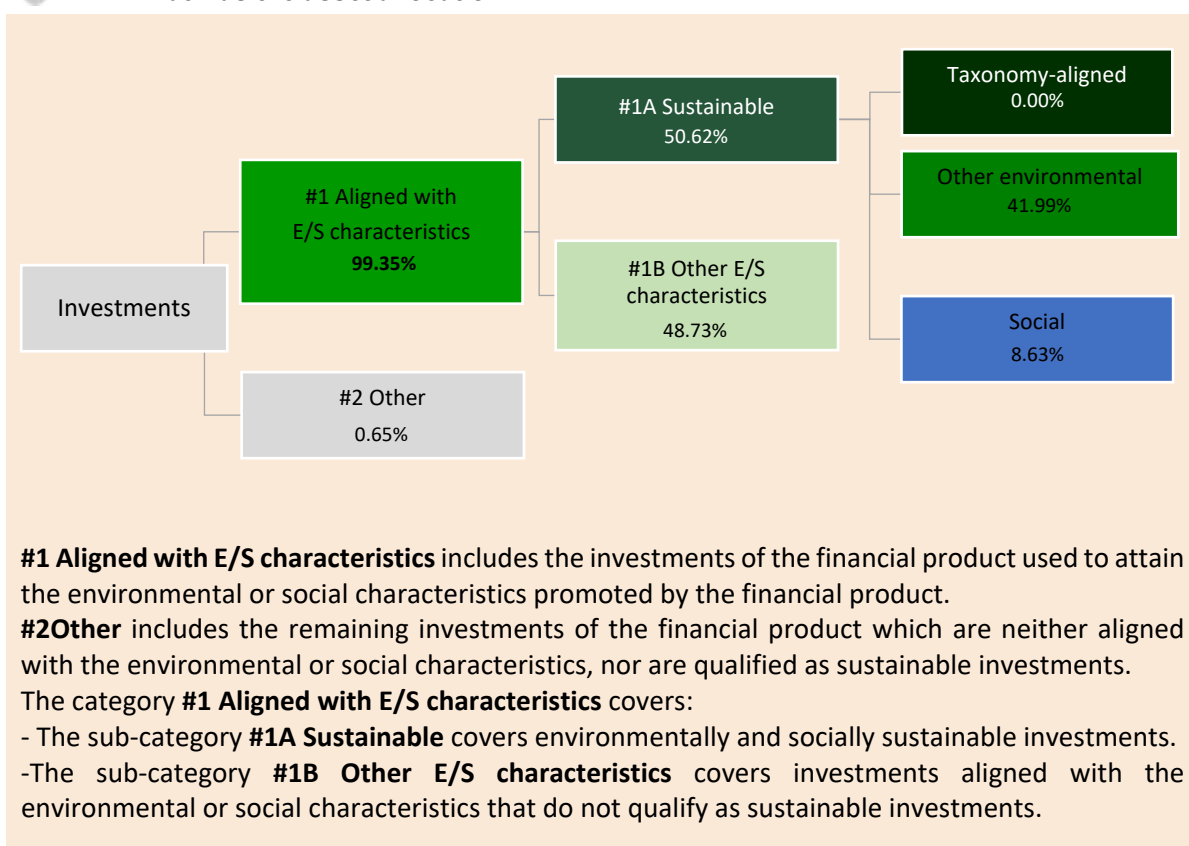 Taxonomy-aligned
0.00%
#1A Sustainable
50.62%
Other environmental
41.99%
#1 Aligned with
E/S characteristics
99.35%
#1B Other E/S
characteristics
48.73%
Investments
Social
8.63%
#2 Other
0.65%
#1 Aligned with E/S characteristics includes the investments of the financial product used to attain
the environmental or social characteristics promoted by the financial product.
#2Other includes the remaining investments of the financial product which are neither aligned
with the environmental or social characteristics, nor are qualified as sustainable investments.
The category #1 Aligned with E/S characteristics covers:
- The sub-category #1A Sustainable covers environmentally and socially sustainable investments.
-The sub-category #1B Other E/S characteristics covers investments aligned with the
environmental or social characteristics that do not qualify as sustainable investments.